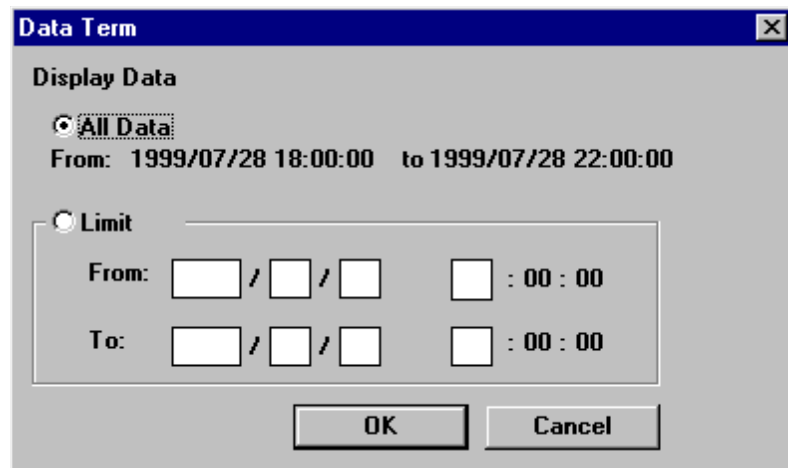 Data Term
Display Data
All Data
From: 1999/07/28 18:00:00 to 1999/07/28 22:00:00
Limit
From: / / : 00 : 00
To: / / : 00 : 00
OK Cancel